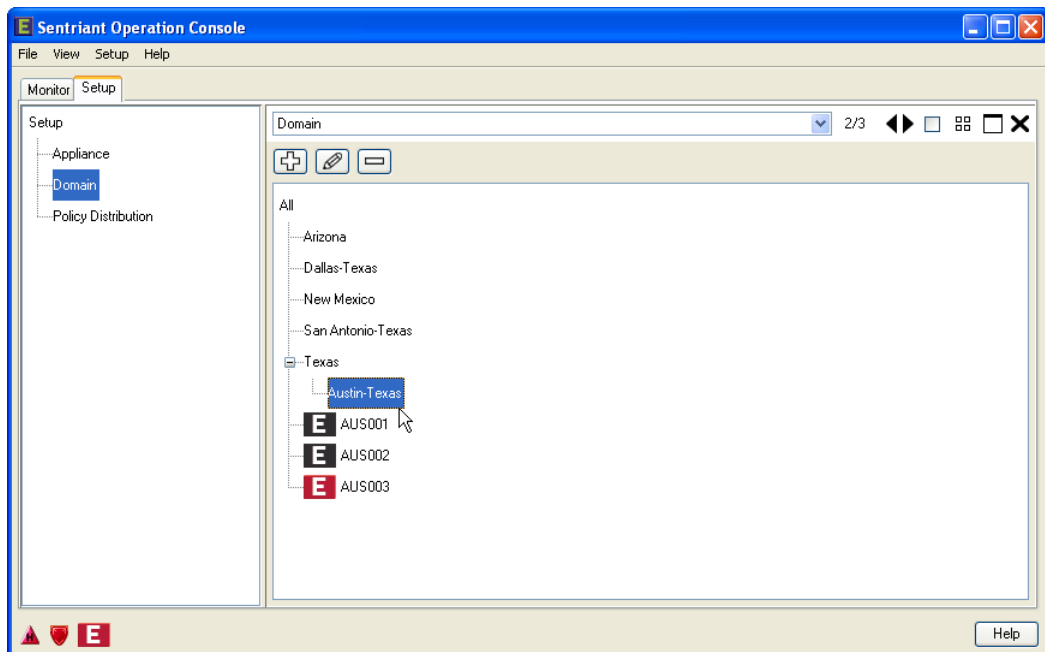 E Sentriant Operation Console
File View Setup Help
Monitor Setup
Setup
Appliance
Domain
Policy Distribution
Domain 2/3
All
Arizona
Dallas-Texas
New Mexico
San Antonio-Texas
Texas
Austin-Texas
E AUS001
E AUS002
E AUS003
H E Help